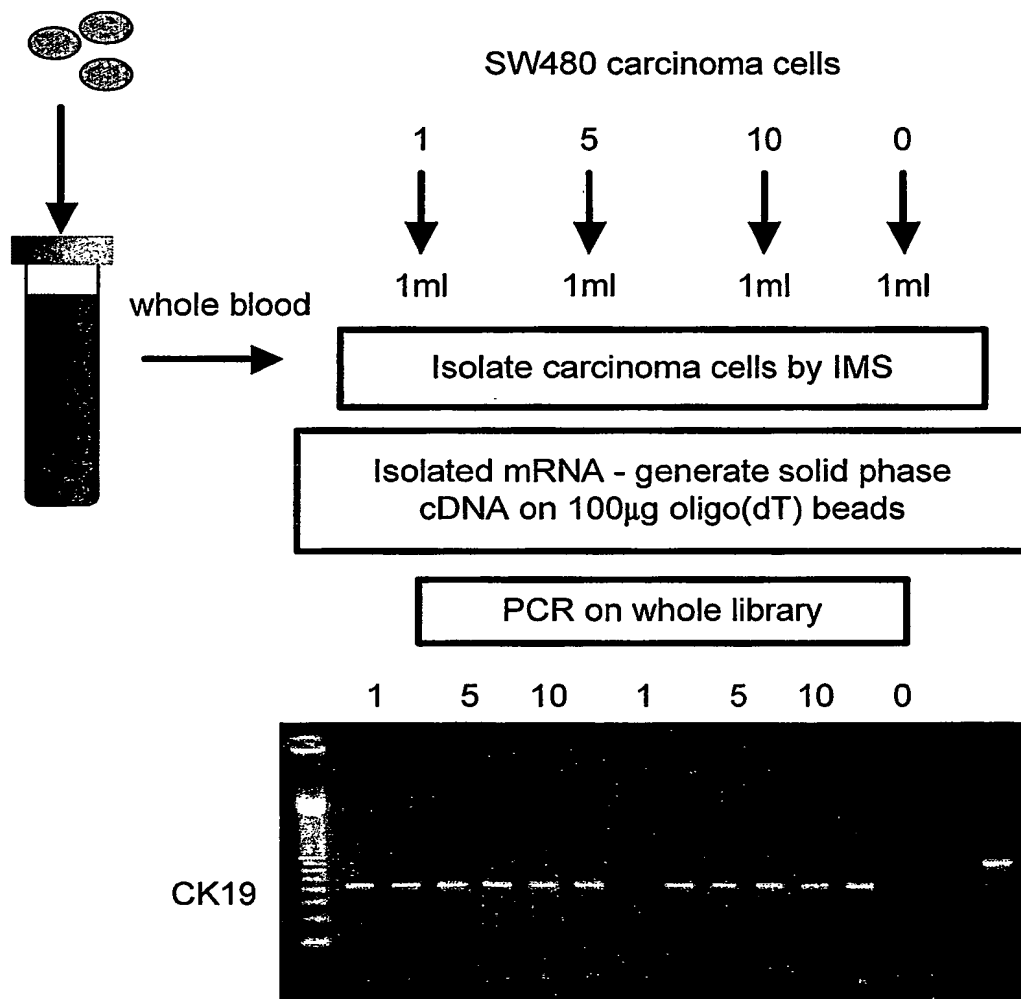 SW480 carcinoma cells
1 5 10 0
1ml 1ml 1ml 1ml
whole blood
Isolate carcinoma cells by IMS
Isolated mRNA - generate solid phase
cDNA on 100μg oligo(dT) beads
PCR on whole library
1 5 10 1 5 10 0
CK19